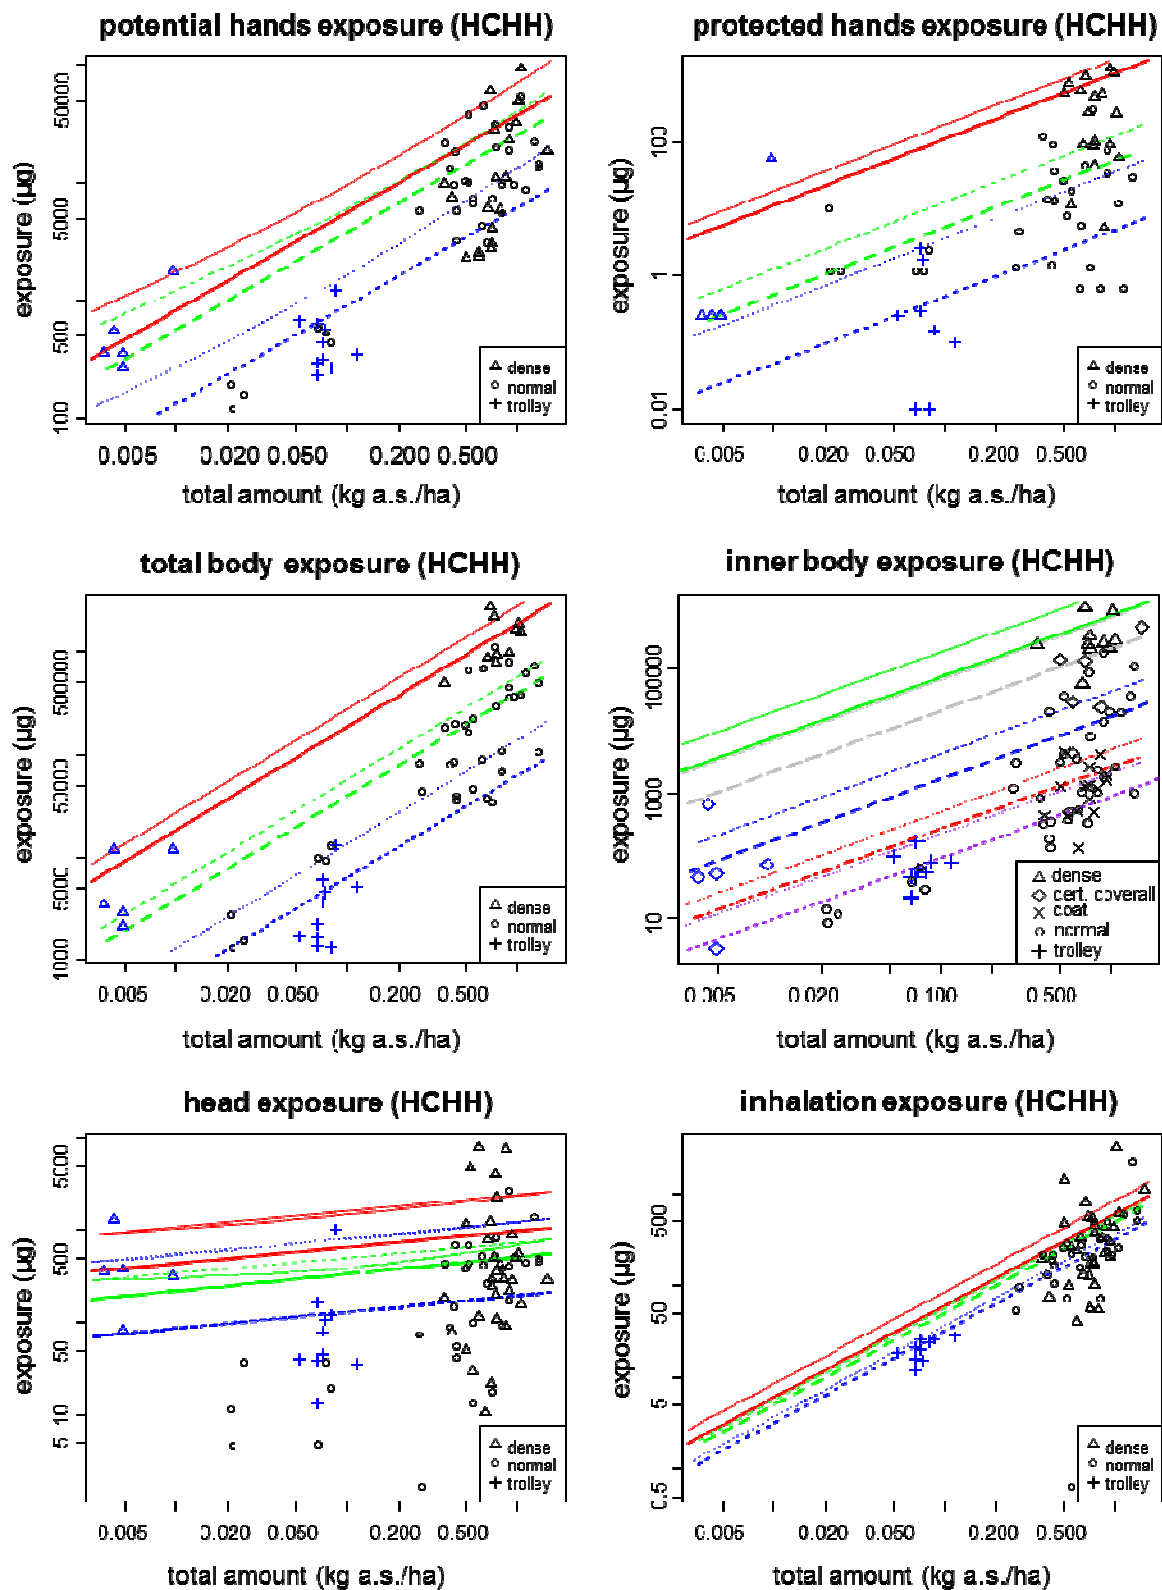 potential hands exposure (HCHH)
exposure (µg)
50000
5000
500
100
dense
normal
trolley
0.005 0.020 0.050 0.200 0.500
total amount (kg a.s./ha)
protected hands exposure (HCHH)
exposure (µg)
100
1
0.01
dense
normal
trolley
0.005 0.020 0.050 0.200 0.500
total amount (kg a.s./ha)
total body exposure (HCHH)
exposure (µg)
500000
50000
5000
1000
dense
normal
trolley
0.005 0.020 0.050 0.200 0.500
total amount (kg a.s./ha)
inner body exposure (HCHH)
exposure (µg)
100000
1000
10
dense
cert. coverall
coat
normal
trolley
0.005 0.020 0.100 0.500
total amount (kg a.s./ha)
head exposure (HCHH)
exposure (µg)
5000
500
50
10
5
dense
normal
trolley
0.005 0.020 0.050 0.200 0.500
total amount (kg a.s./ha)
inhalation exposure (HCHH)
exposure (µg)
500
50
5
0.5
dense
normal
trolley
0.005 0.020 0.050 0.200 0.500
total amount (kg a.s./ha)